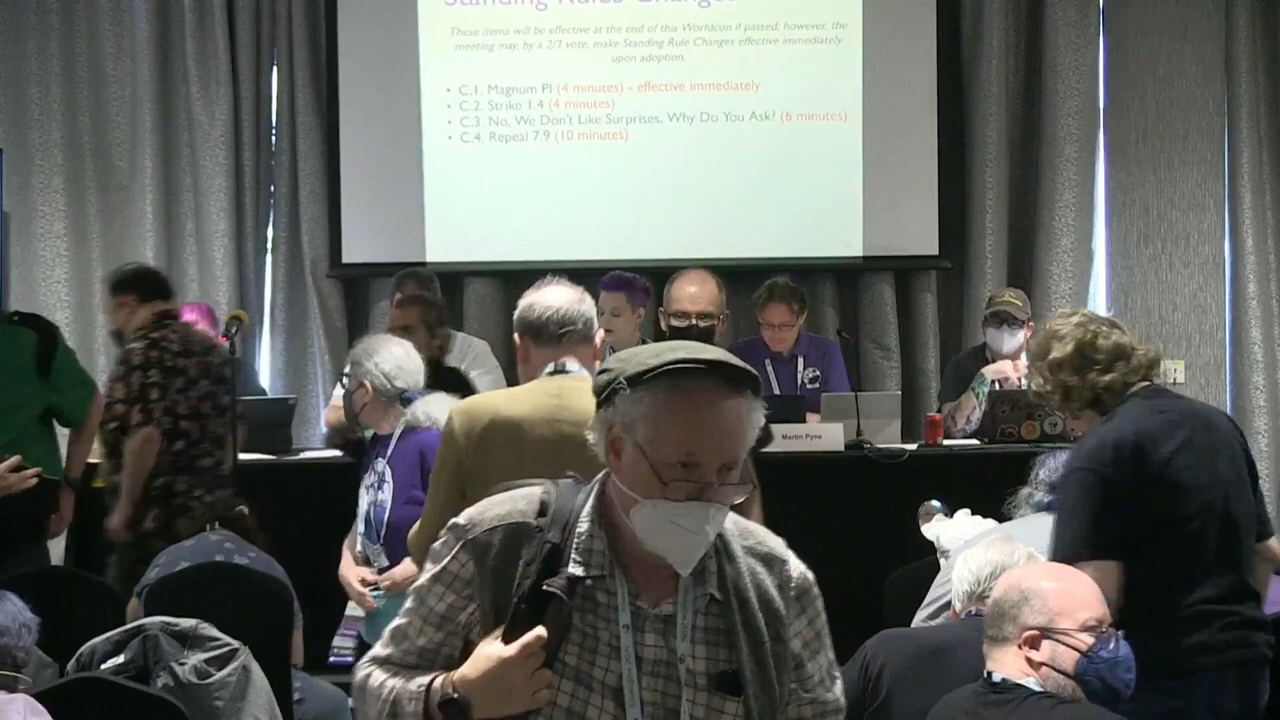 Standing Rules Changes
These items will be effective at the end of this Worldcon if passed; however, the
meeting may, by a 2/3 vote, make Standing Rule Changes effective immediately
upon adoption.
• C.1. Magnum PI (4 minutes) - effective immediately
• C.2. Strike 1.4 (4 minutes)
• C.3. No, We Don't Like Surprises, Why Do You Ask? (6 minutes)
• C.4. Repeal 7.9 (10 minutes)
Martin Pyne